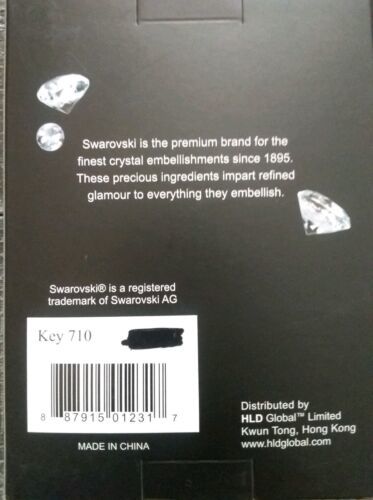 Swarovski is the premium brand for the
finest crystal embellishments since 1895.
These precious ingredients impart refined
glamour to everything they embellish.
Swarovski® is a registered
trademark of Swarovski AG
Key 710
8 87915 01231 7
MADE IN CHINA
Distributed by
HLD Global™ Limited
Kwun Tong, Hong Kong
www.hldglobal.com